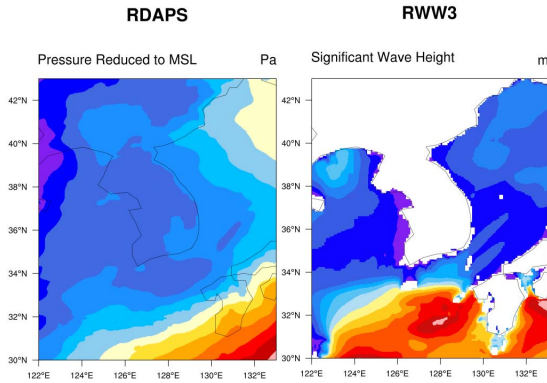 RDAPS
RWW3
Pressure Reduced to MSL Pa
Significant Wave Height m
42°N
40°N
38°N
36°N
34°N
32°N
30°N
122°E 124°E 126°E 128°E 130°E 132°E
42°N
40°N
38°N
36°N
34°N
32°N
30°N
122°E 124°E 126°E 128°E 130°E 132°E